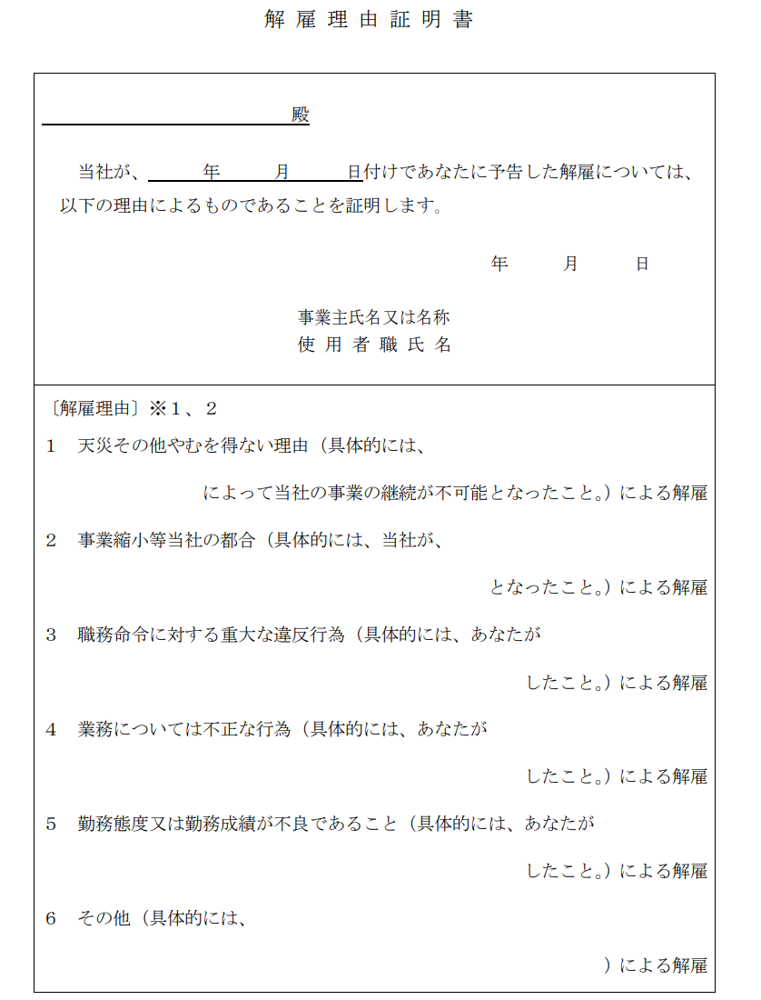 解雇理由証明書
殿
当社が、　　　年　　　月　　　日付けであなたに予告した解雇については、
以下の理由によるものであることを証明します。
年　　　月　　　日
事業主氏名又は名称
使用者職氏名
〔解雇理由〕※１、２
１　天災その他やむを得ない理由（具体的には、
によって当社の事業の継続が不可能となったこと。）による解雇
２　事業縮小等当社の都合（具体的には、当社が、
となったこと。）による解雇
３　職務命令に対する重大な違反行為（具体的には、あなたが
したこと。）による解雇
４　業務については不正な行為（具体的には、あなたが
したこと。）による解雇
５　勤務態度又は勤務成績が不良であること（具体的には、あなたが
したこと。）による解雇
６　その他（具体的には、
）による解雇